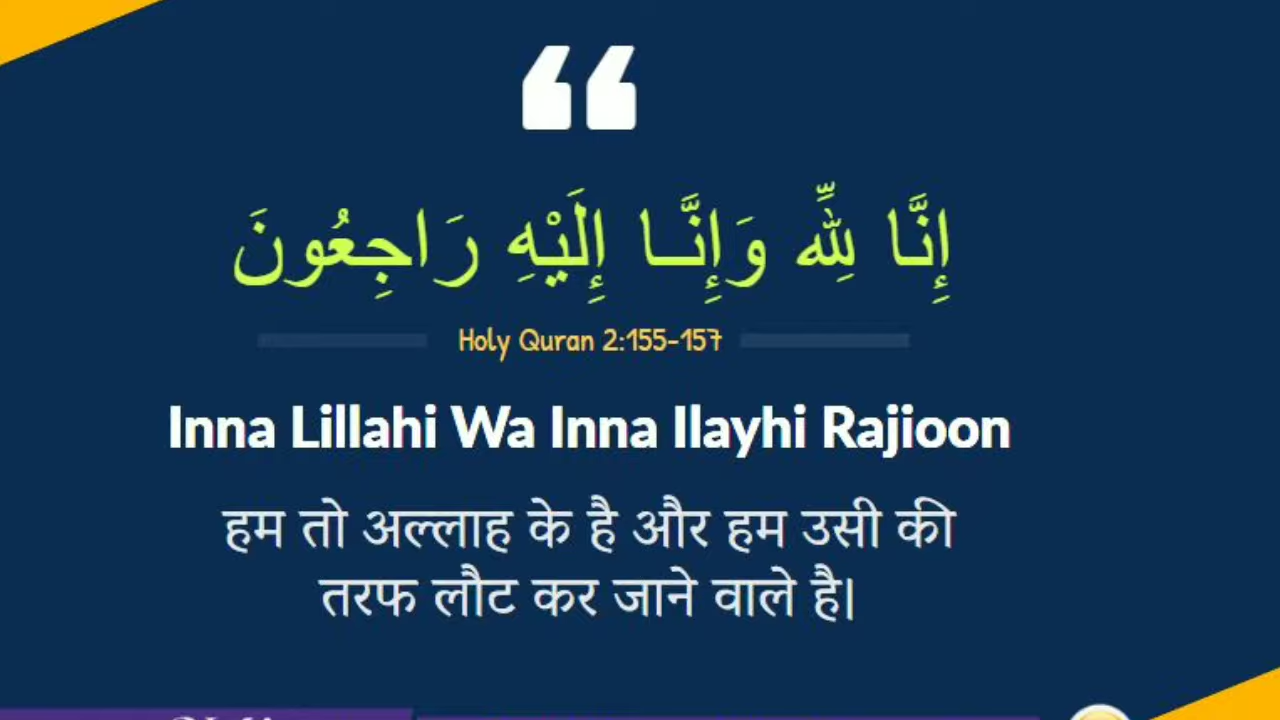 إِنَّا لِلّٰهِ وَإِنَّـا إِلَيْهِ رَاجِعُونَ
Holy Quran 2:155-157
Inna Lillahi Wa Inna Ilayhi Rajioon
हम तो अल्लाह के है और हम उसी की
तरफ लौट कर जाने वाले है।